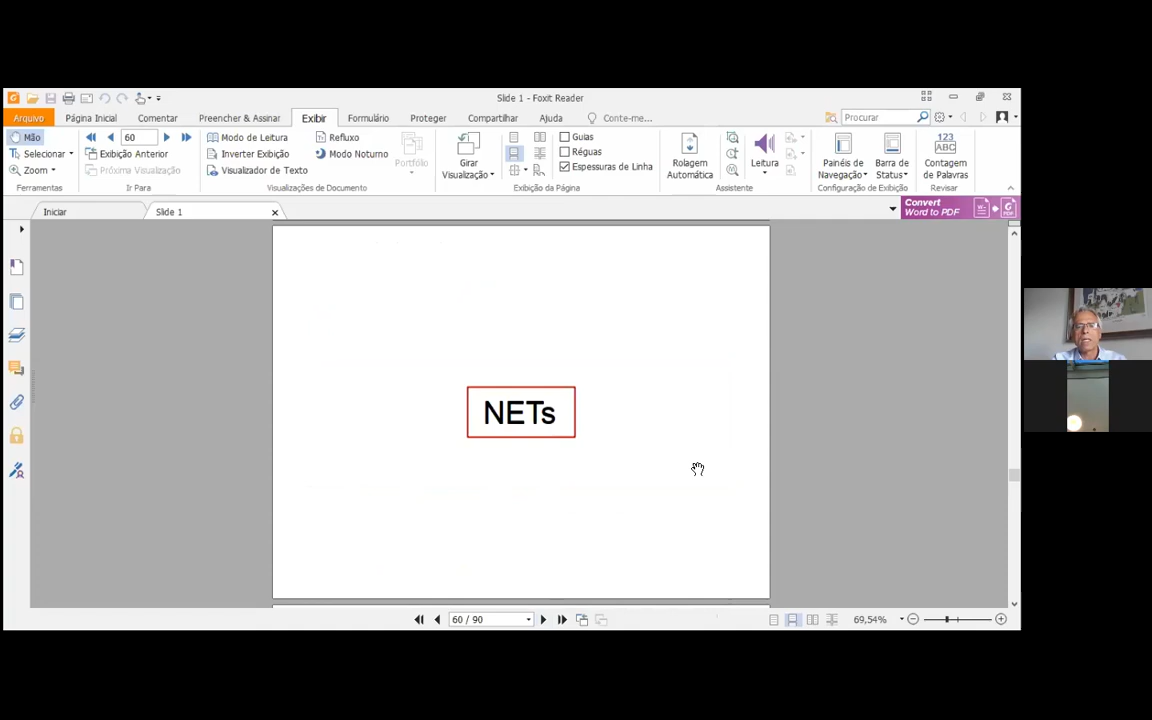 Slide 1 - Foxit Reader
Arquivo Página Inicial Comentar Preencher & Assinar Exibir Formulário Proteger Compartilhar Ajuda Conte-me... Procurar
Mão 60 Modo de Leitura Refluxo Guias
Selecionar Exibição Anterior Inverter Exibição Modo Noturno Réguas
Zoom Próxima Visualização Visualizador de Texto Espessuras de Linha
Portfólio Girar Visualização Rolagem Automática Leitura Painéis de Navegação Barra de Status 123 ABC Contagem de Palavras
Ferramentas Ir Para Visualizações de Documento Exibição da Página Assistente Configuração de Exibição Revisar
Iniciar Slide 1 Convert
Word to PDF
NETs
60 / 90 69,54%